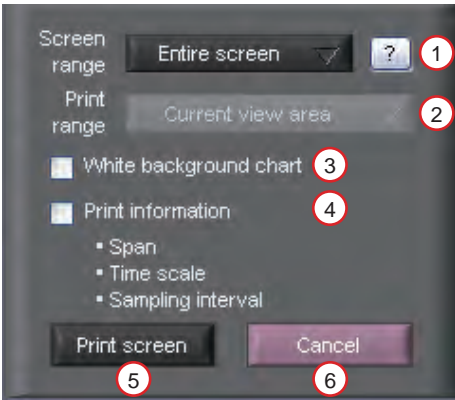 Screen
range
Entire screen
?
1
Print
range
Current view area
2
White background chart
3
Print information
4
▪ Span
▪ Time scale
▪ Sampling interval
Print screen
Cancel
5
6